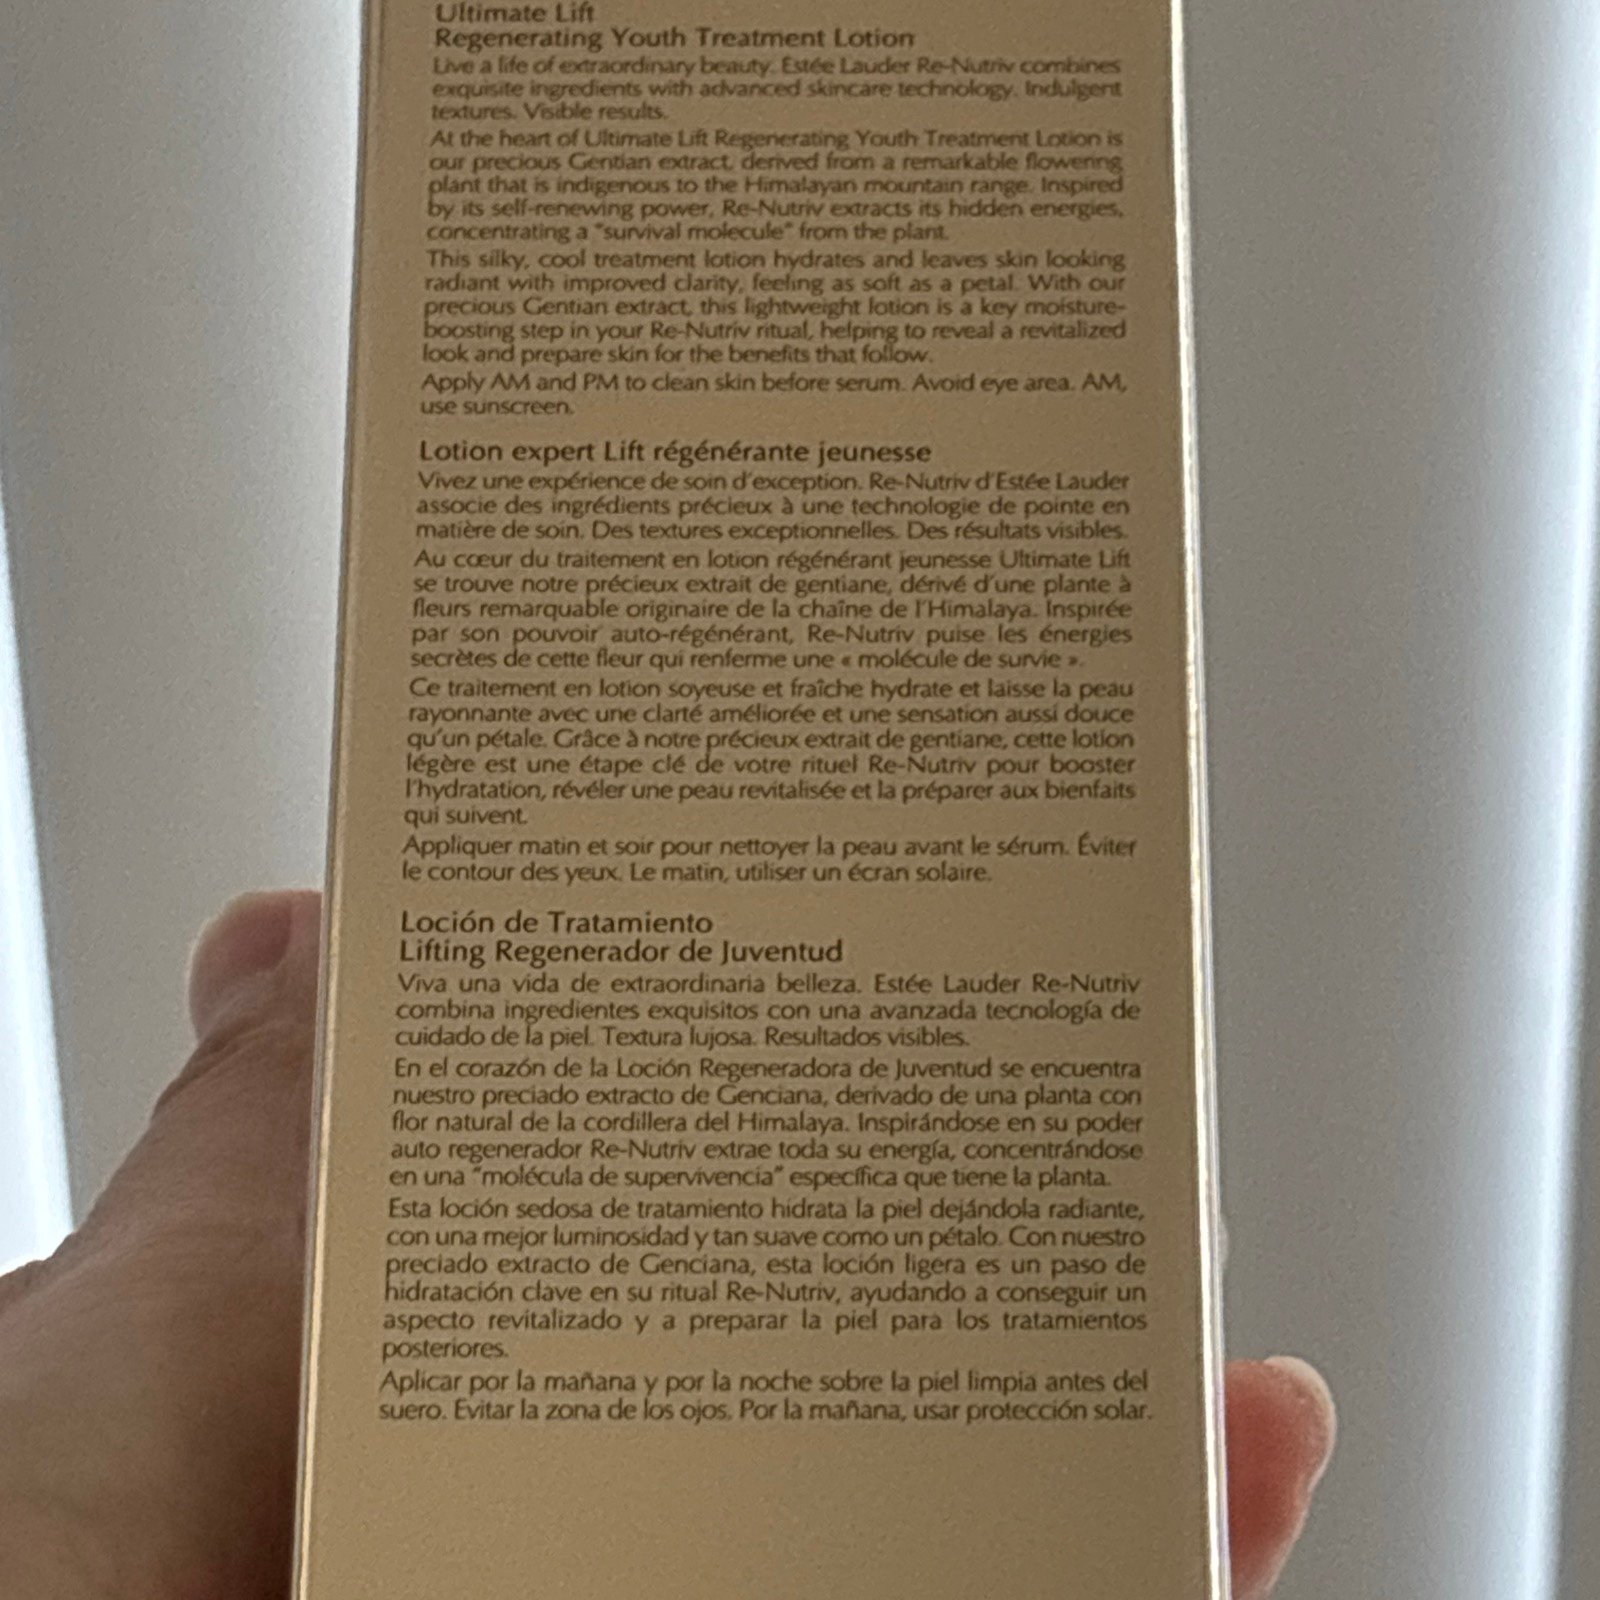 Ultimate Lift
Regenerating Youth Treatment Lotion
Live a life of extraordinary beauty. Estée Lauder Re-Nutriv combines
exquisite ingredients with advanced skincare technology. Indulgent
textures. Visible results.
At the heart of Ultimate Lift Regenerating Youth Treatment Lotion is
our precious Gentian extract, derived from a remarkable flowering
plant that is indigenous to the Himalayan mountain range. Inspired
by its self-renewing power, Re-Nutriv extracts its hidden energies,
concentrating a "survival molecule" from the plant.
This silky, cool treatment lotion hydrates and leaves skin looking
radiant with improved clarity, feeling as soft as a petal. With our
precious Gentian extract, this lightweight lotion is a key moisture-
boosting step in your Re-Nutriv ritual, helping to reveal a revitalized
look and prepare skin for the benefits that follow.
Apply AM and PM to clean skin before serum. Avoid eye area. AM,
use sunscreen.
Lotion expert Lift régénérante jeunesse
Vivez une expérience de soin d'exception. Re-Nutriv d'Estée Lauder
associe des ingrédients précieux à une technologie de pointe en
matière de soin. Des textures exceptionnelles. Des résultats visibles.
Au cœur du traitement en lotion régénérant jeunesse Ultimate Lift
se trouve notre précieux extrait de gentiane, dérivé d'une plante à
fleurs remarquable originaire de la chaîne de l'Himalaya. Inspirée
par son pouvoir auto-régénérant, Re-Nutriv puise les énergies
secrètes de cette fleur qui renferme une « molécule de survie ».
Ce traitement en lotion soyeuse et fraîche hydrate et laisse la peau
rayonnante avec une clarté améliorée et une sensation aussi douce
qu'un pétale. Grâce à notre précieux extrait de gentiane, cette lotion
légère est une étape clé de votre rituel Re-Nutriv pour booster
l'hydratation, révéler une peau revitalisée et la préparer aux bienfaits
qui suivent.
Appliquer matin et soir pour nettoyer la peau avant le sérum. Éviter
le contour des yeux. Le matin, utiliser un écran solaire.
Loción de Tratamiento
Lifting Regenerador de Juventud
Viva una vida de extraordinaria belleza. Estée Lauder Re-Nutriv
combina ingredientes exquisitos con una avanzada tecnología de
cuidado de la piel. Textura lujosa. Resultados visibles.
En el corazón de la Loción Regeneradora de Juventud se encuentra
nuestro preciado extracto de Genciana, derivado de una planta con
flor natural de la cordillera del Himalaya. Inspirándose en su poder
auto regenerador Re-Nutriv extrae toda su energía, concentrándose
en una "molécula de supervivencia" específica que tiene la planta.
Esta loción sedosa de tratamiento hidrata la piel dejándola radiante,
con una mejor luminosidad y tan suave como un pétalo. Con nuestro
preciado extracto de Genciana, esta loción ligera es un paso de
hidratación clave en su ritual Re-Nutriv, ayudando a conseguir un
aspecto revitalizado y a preparar la piel para los tratamientos
posteriores.
Aplicar por la mañana y por la noche sobre la piel limpia antes del
suero. Evitar la zona de los ojos. Por la mañana, usar protección solar.